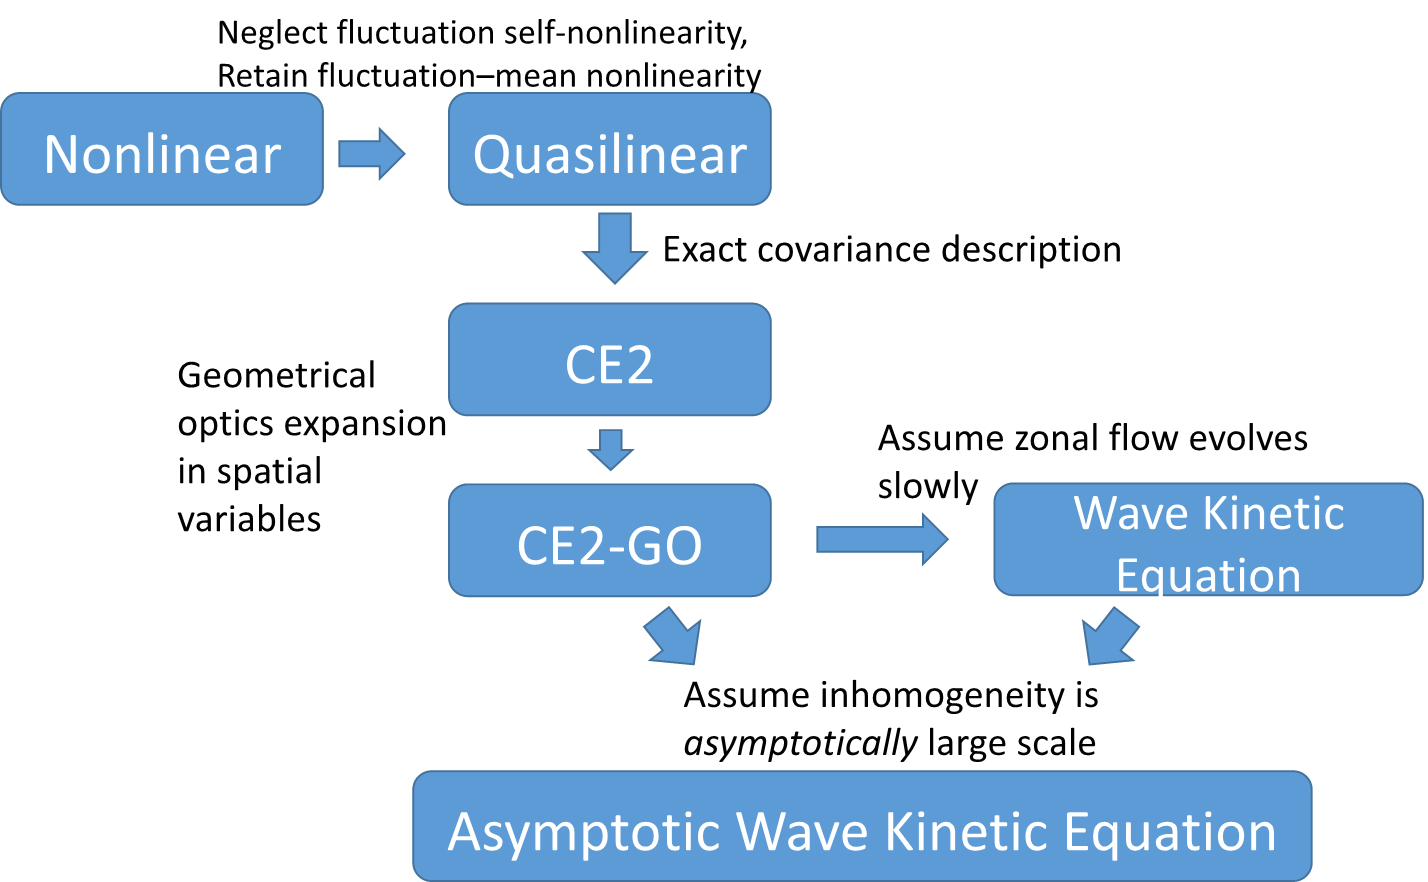 Neglect fluctuation self-nonlinearity,
Retain fluctuation–mean nonlinearity
Nonlinear
Quasilinear
Exact covariance description
CE2
Geometrical
optics expansion
in spatial
variables
Assume zonal flow evolves
slowly
CE2-GO
Wave Kinetic
Equation
Assume inhomogeneity is
asymptotically large scale
Asymptotic Wave Kinetic Equation